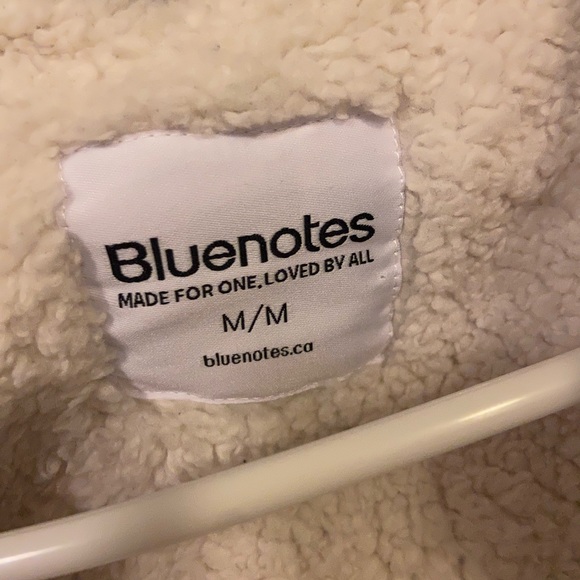 Bluenotes
MADE FOR ONE.LOVED BY ALL
M/M
bluenotes.ca